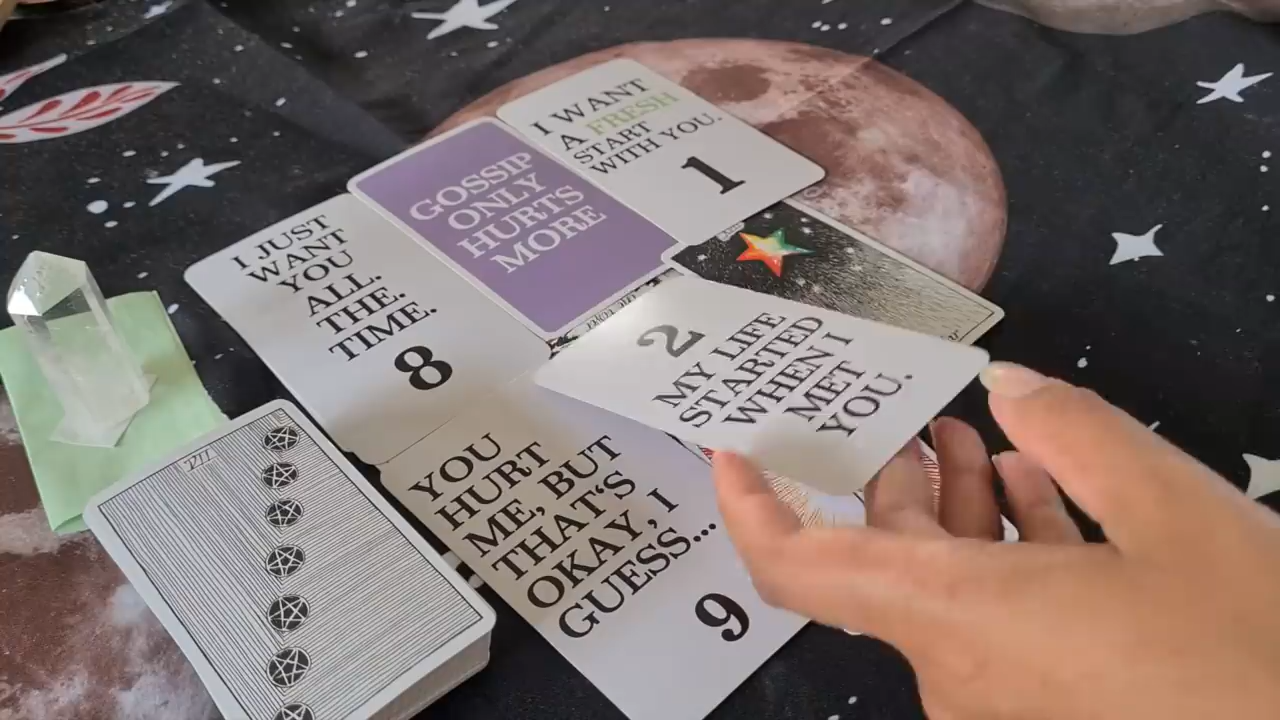 I WANT
A FRESH
START
WITH YOU.
1
GOSSIP
ONLY
HURTS
MORE
I JUST
WANT
YOU
ALL.
THE.
TIME.
8
2
MY LIFE
STARTED
WHEN I
MET
YOU.
YOU
HURT
ME, BUT
THAT'S
OKAY, I
GUESS...
9
VII